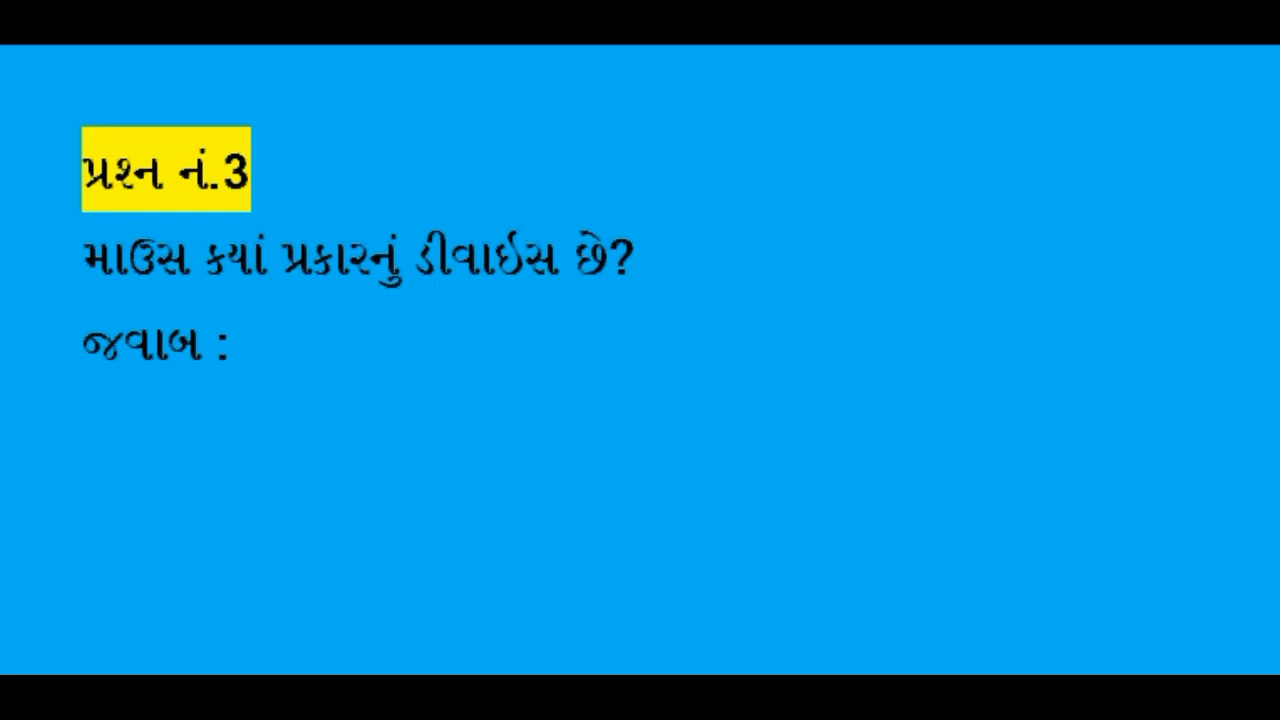 પ્રશ્ન નં.3
માઉસ કયાં પ્રકારનું ડીવાઈસ છે?
જવાબ :